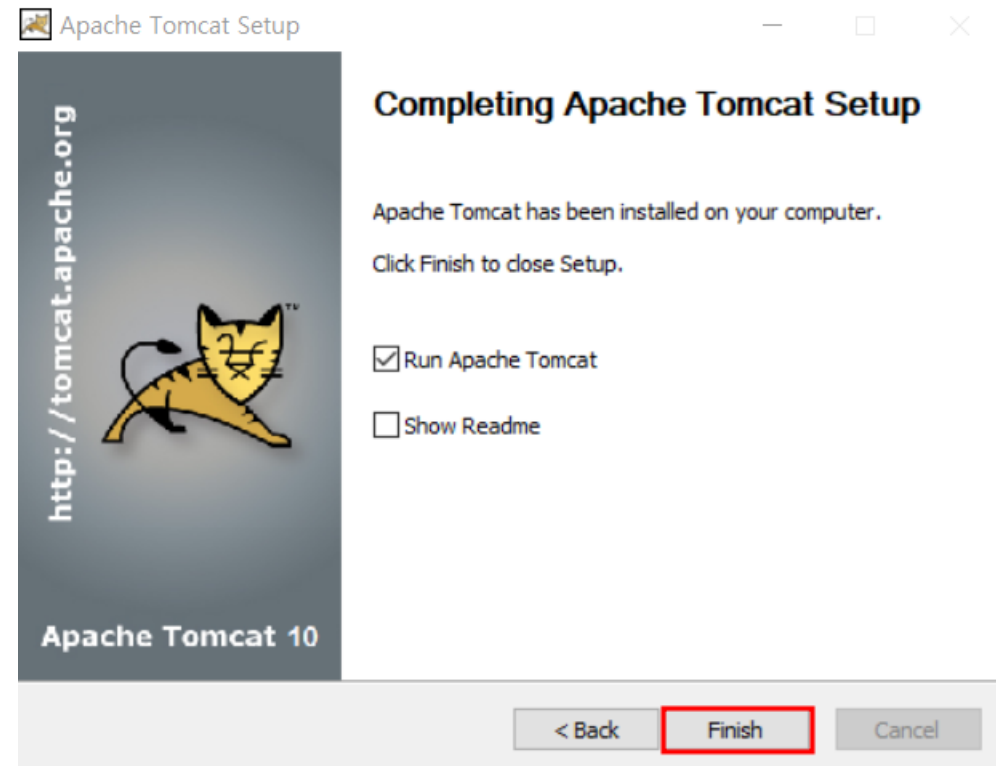 Apache Tomcat Setup
http://tomcat.apache.org
Apache Tomcat 10
Completing Apache Tomcat Setup
Apache Tomcat has been installed on your computer.
Click Finish to close Setup.
Run Apache Tomcat
Show Readme
TM
< Back
Finish
Cancel